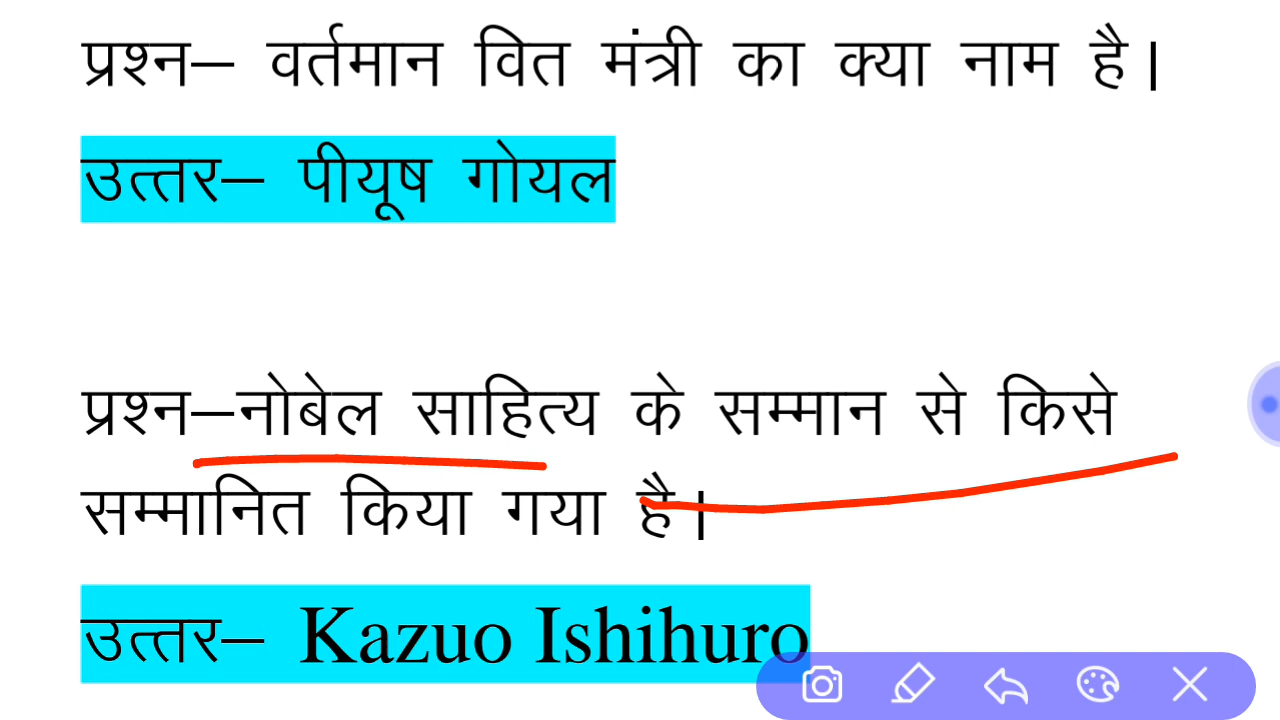 प्रश्न– वर्तमान वित मंत्री का क्या नाम है।
उत्तर– पीयूष गोयल
प्रश्न–नोबेल साहित्य के सम्मान से किसे
सम्मानित किया गया है।
उत्तर– Kazuo Ishihuro